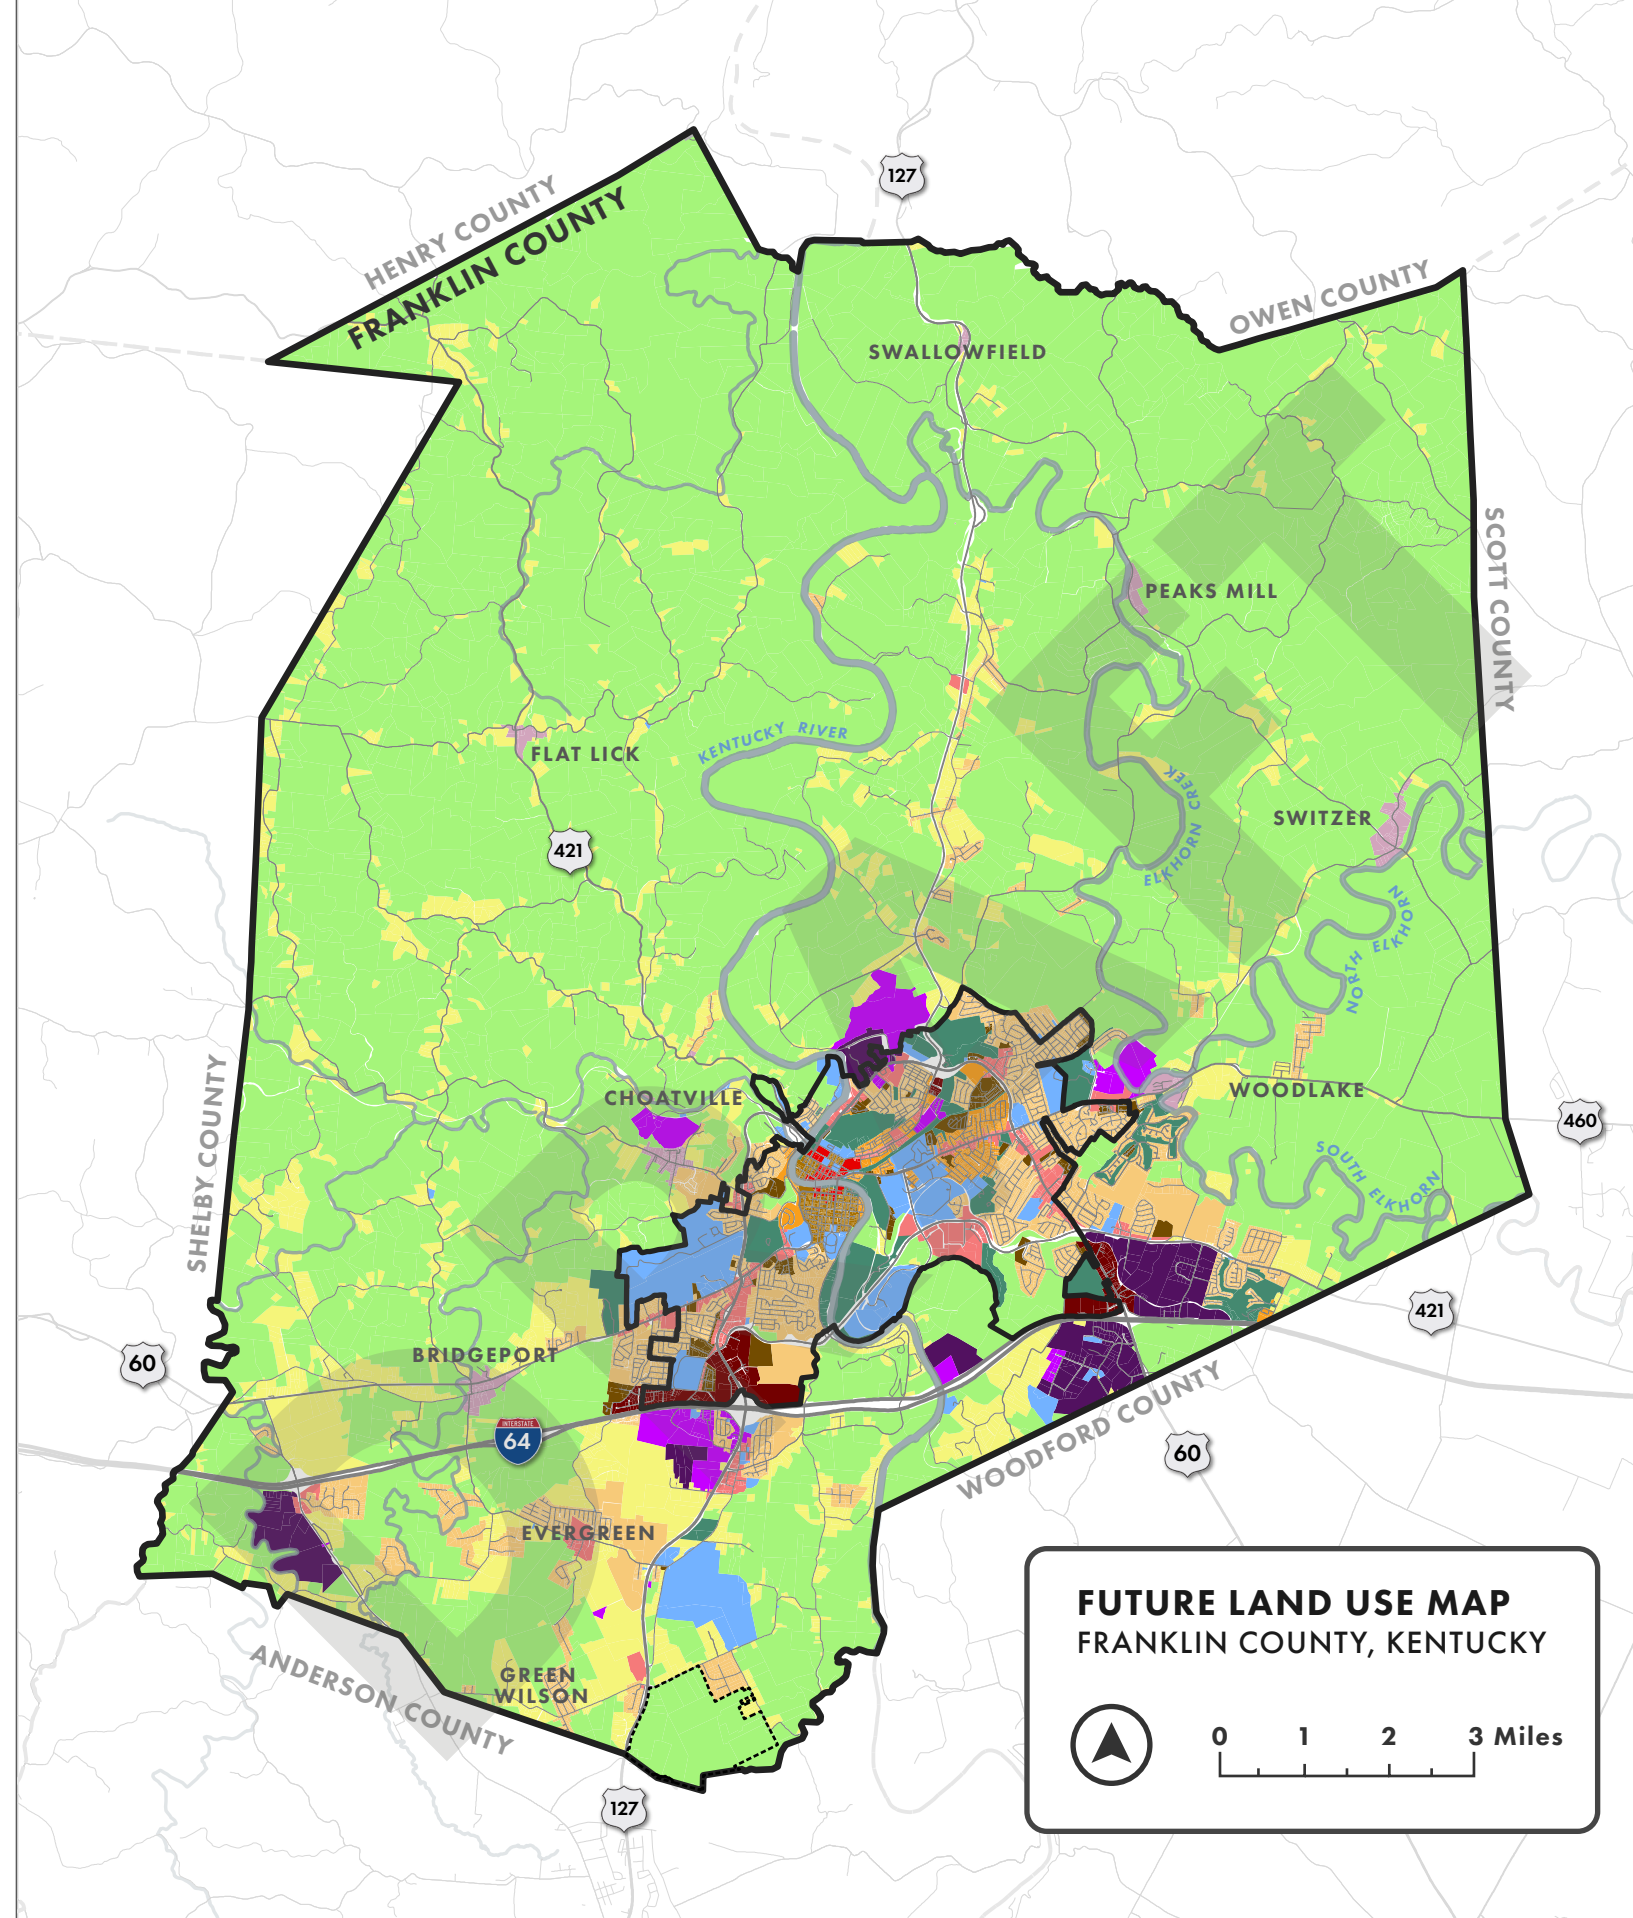 127
HENRY COUNTY
FRANKLIN COUNTY
OWEN COUNTY
SWALLOWFIELD
SCOTT COUNTY
PEAKS MILL
KENTUCKY RIVER
FLAT LICK
ELKHORN CREEK
SWITZER
421
NORTH ELKHORN
SHELBY COUNTY
CHOATVILLE
WOODLAKE
460
SOUTH ELKHORN
421
60
BRIDGEPORT
INTERSTATE
64
WOODFORD COUNTY
60
EVERGREEN
ANDERSON COUNTY
GREEN
WILSON
127
FUTURE LAND USE MAP
FRANKLIN COUNTY, KENTUCKY
0 1 2 3 Miles
DRAFT